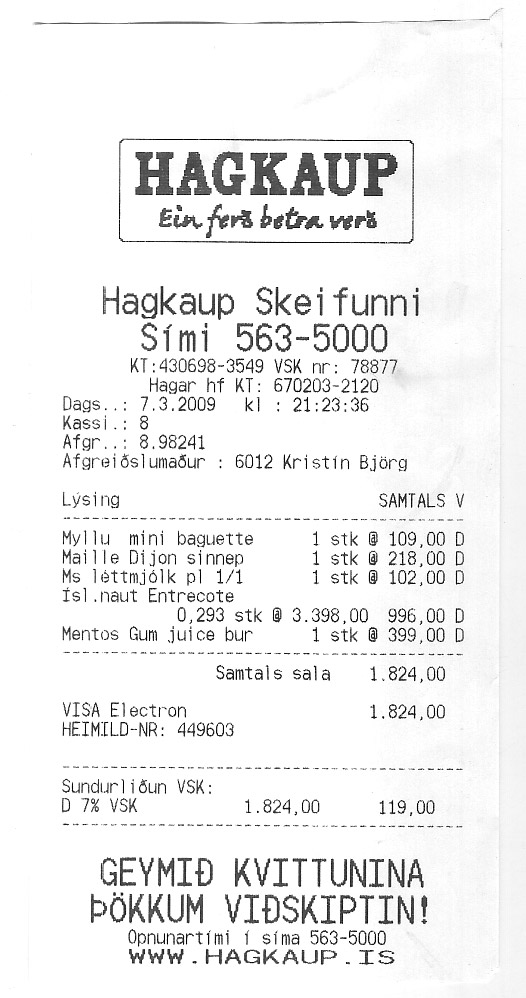 HAGKAUP
Ein ferð betra verð
Hagkaup Skeifunni
Sími 563-5000
KT:430698-3549 VSK nr: 78877
Hagar hf KT: 670203-2120
Dags..: 7.3.2009 kl : 21:23:36
Kassi.: 8
Afgr..: 8.98241
Afgreiðslumaður : 6012 Kristín Björg
Lýsing SAMTALS V
Myllu mini baguette 1 stk @ 109,00 D
Maille Dijon sinnep 1 stk @ 218,00 D
Ms léttmjólk pl 1/1 1 stk @ 102,00 D
Ísl.naut Entrecote
0,293 stk @ 3.398,00 996,00 D
Mentos Gum juice bur 1 stk @ 399,00 D
Samtals sala 1.824,00
VISA Electron 1.824,00
HEIMILD-NR: 449603
Sundurliðun VSK:
D 7% VSK 1.824,00 119,00
GEYMIÐ KVITTUNINA
ÞÖKKUM VIÐSKIPTIN!
Opnunartími í síma 563-5000
WWW.HAGKAUP.IS